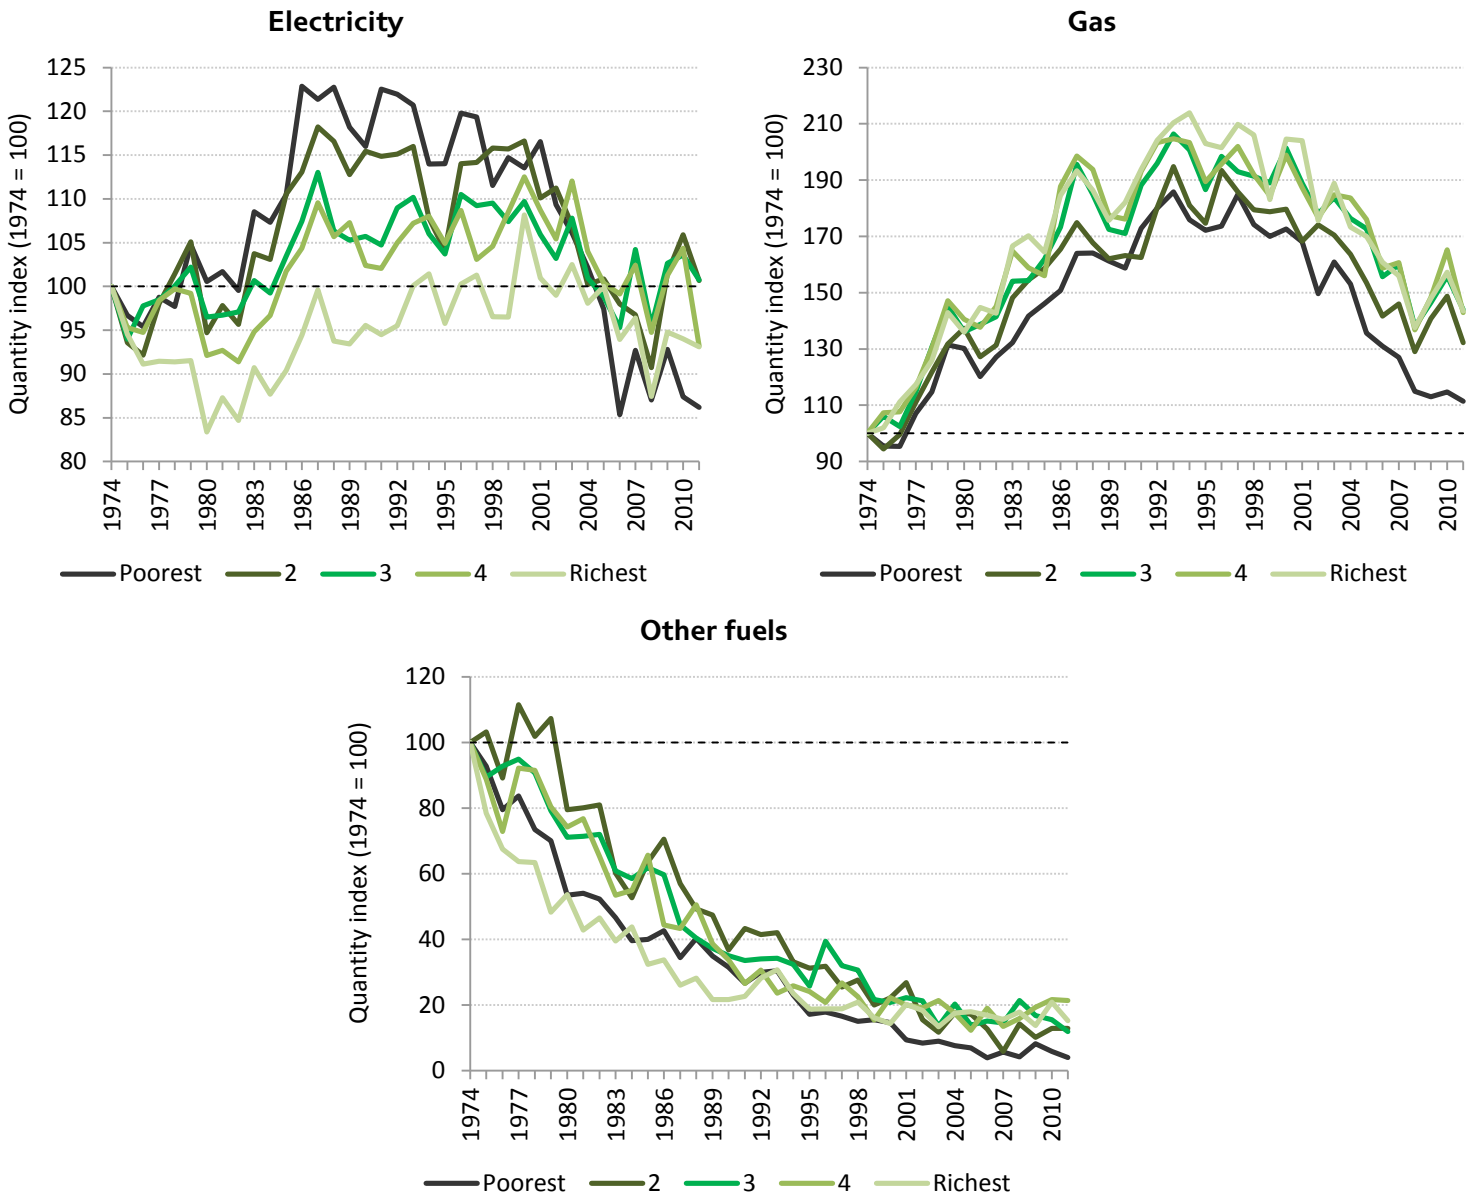 Electricity
Quantity index (1974 = 100)
125
120
115
110
105
100
95
90
85
80
1974 1977 1980 1983 1986 1989 1992 1995 1998 2001 2004 2007 2010
Poorest 2 3 4 Richest
Gas
Quantity index (1974 = 100)
230
210
190
170
150
130
110
90
1974 1977 1980 1983 1986 1989 1992 1995 1998 2001 2004 2007 2010
Poorest 2 3 4 Richest
Other fuels
Quantity index (1974 = 100)
120
100
80
60
40
20
0
1974 1977 1980 1983 1986 1989 1992 1995 1998 2001 2004 2007 2010
Poorest 2 3 4 Richest